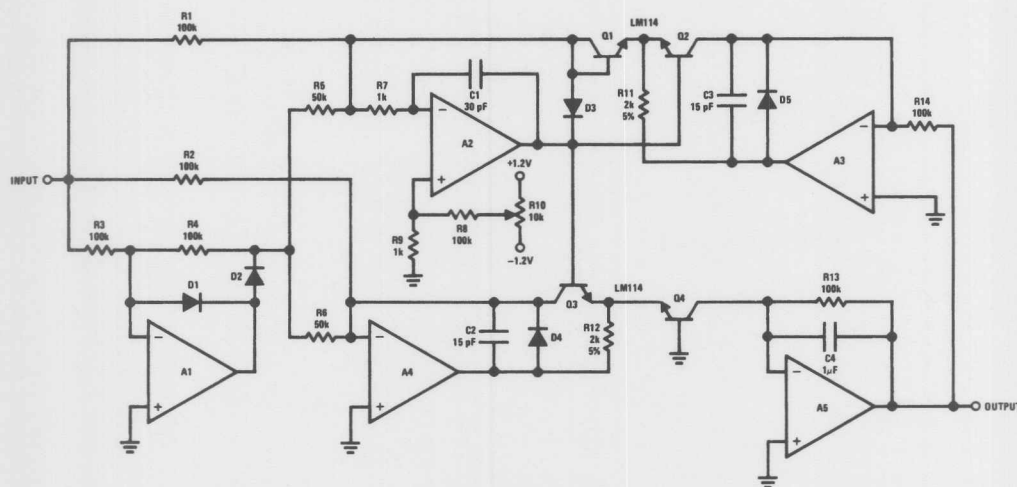 R1
100k
Q1
LM114
Q2
R5
50k
R7
1k
C1
30 pF
D3
R11
2k
5%
C3
15 pF
D5
R14
100k
A2
A3
R2
100k
+1.2V
INPUT
R10
10k
R3
100k
R4
100k
R8
100k
R9
1k
−1.2V
D2
D1
LM114
R13
100k
Q3
Q4
R6
50k
C2
15 pF
D4
R12
2k
5%
C4
1μF
A1
A4
A5
OUTPUT